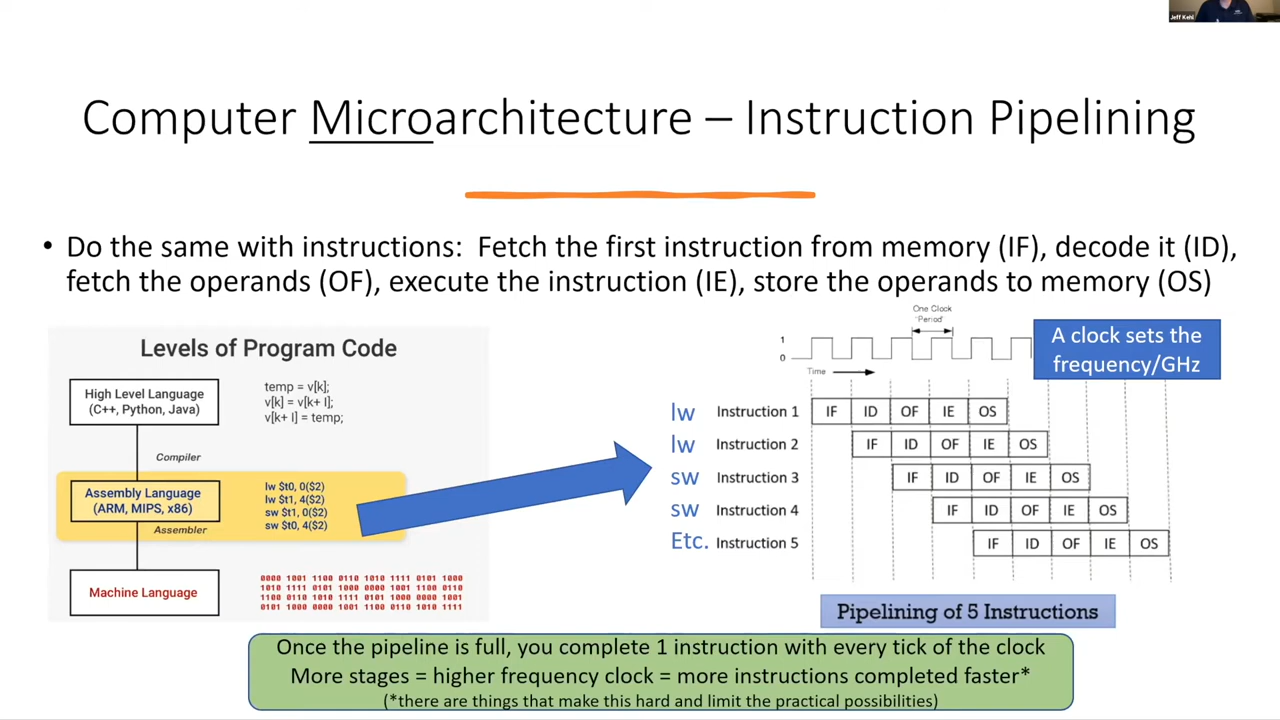 Jeff Kehl
Computer Microarchitecture – Instruction Pipelining
• Do the same with instructions: Fetch the first instruction from memory (IF), decode it (ID),
fetch the operands (OF), execute the instruction (IE), store the operands to memory (OS)
Levels of Program Code
High Level Language
(C++, Python, Java)
temp = v[k];
v[k] = v[k+ I];
v[k+ I] = temp;
Compiler
Assembly Language
(ARM, MIPS, x86)
lw $t0, 0($2)
lw $t1, 4($2)
sw $t1, 0($2)
sw $t0, 4($2)
Assembler
Machine Language
0000 1001 1100 0110 1010 1111 0101 1000
1010 1111 0101 1000 0000 1001 1100 0110
1100 0110 1010 1111 0101 1000 0000 1001
0101 1000 0000 1001 1100 0110 1010 1111
One Clock
'Period'
1
0
Time
A clock sets the
frequency/GHz
lw Instruction 1 IF ID OF IE OS
lw Instruction 2 IF ID OF IE OS
sw Instruction 3 IF ID OF IE OS
sw Instruction 4 IF ID OF IE OS
Etc. Instruction 5 IF ID OF IE OS
Pipelining of 5 Instructions
Once the pipeline is full, you complete 1 instruction with every tick of the clock
More stages = higher frequency clock = more instructions completed faster*
(*there are things that make this hard and limit the practical possibilities)